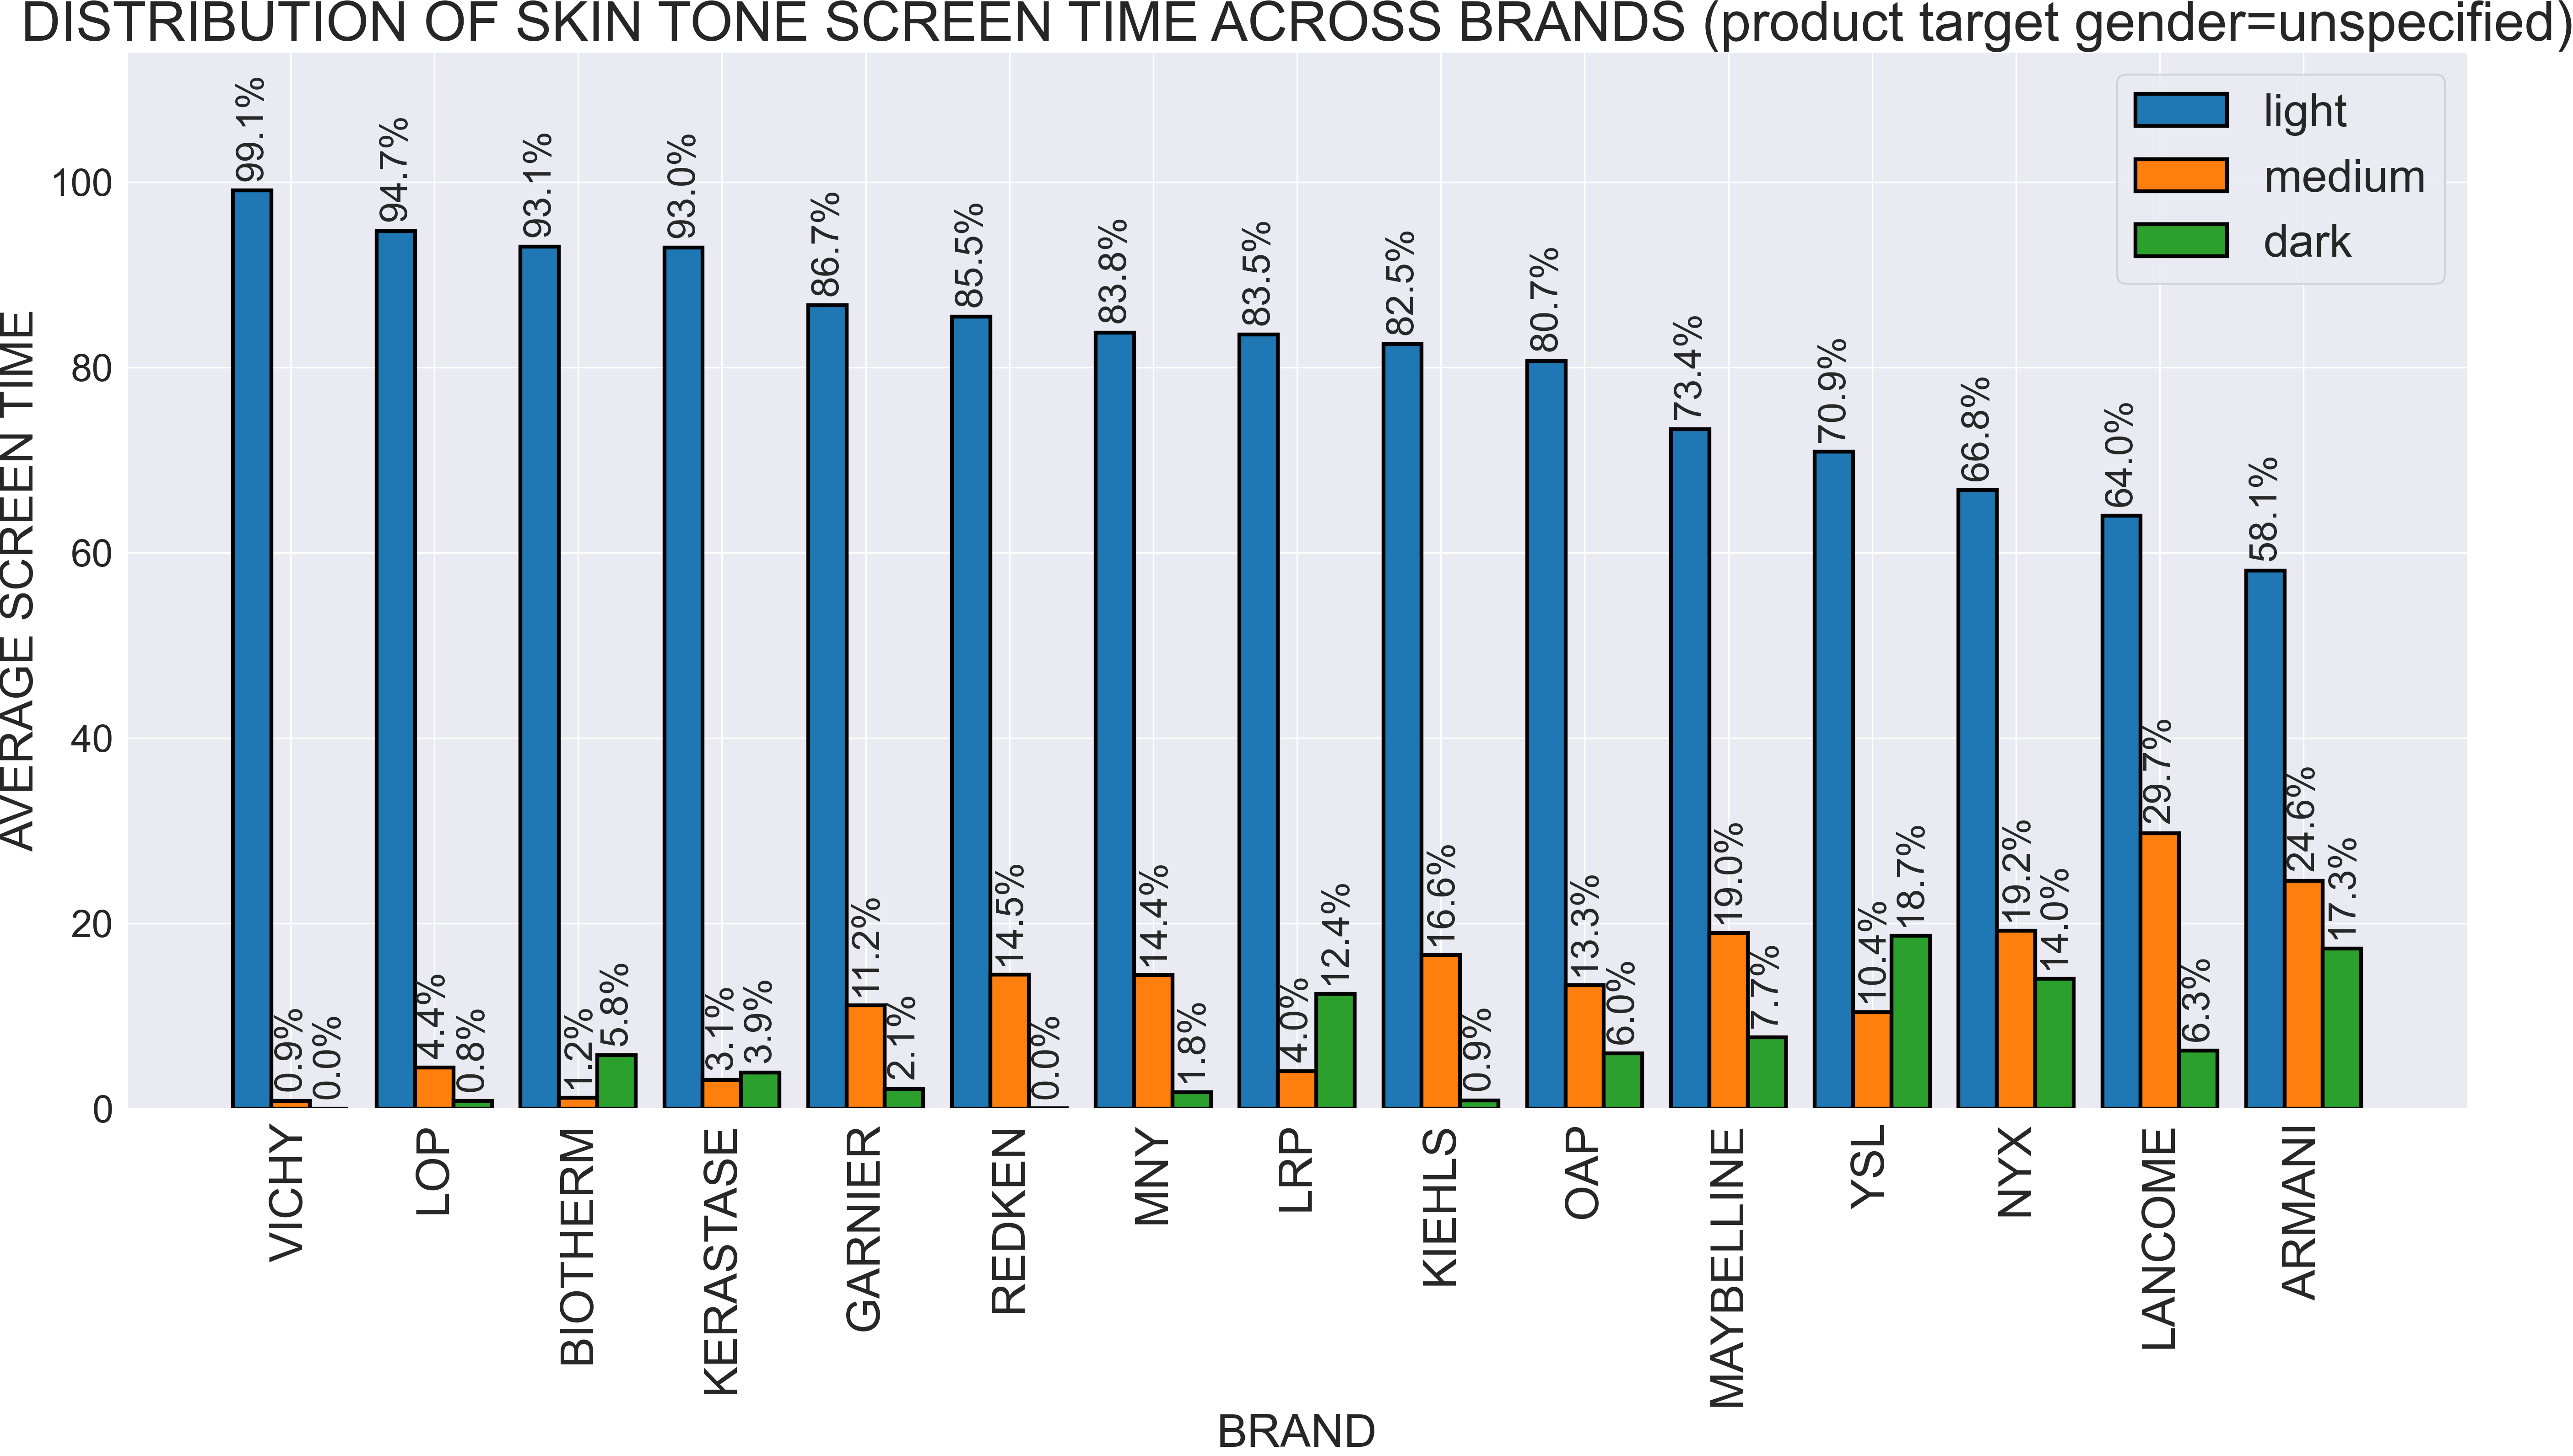 DISTRIBUTION OF SKIN TONE SCREEN TIME ACROSS BRANDS (product target gender=unspecified)
light
medium
dark
AVERAGE SCREEN TIME
100
80
60
40
20
0
99.1% 0.9% 0.0%
94.7% 4.4% 0.8%
93.1% 1.2% 5.8%
93.0% 3.1% 3.9%
86.7% 11.2% 2.1%
85.5% 14.5% 0.0%
83.8% 14.4% 1.8%
83.5% 4.0% 12.4%
82.5% 16.6% 0.9%
80.7% 13.3% 6.0%
73.4% 19.0% 7.7%
70.9% 10.4% 18.7%
66.8% 19.2% 14.0%
64.0% 29.7% 6.3%
58.1% 24.6% 17.3%
VICHY
LOP
BIOTHERM
KERASTASE
GARNIER
REDKEN
MNY
LRP
KIEHLS
OAP
MAYBELLINE
YSL
NYX
LANCOME
ARMANI
BRAND